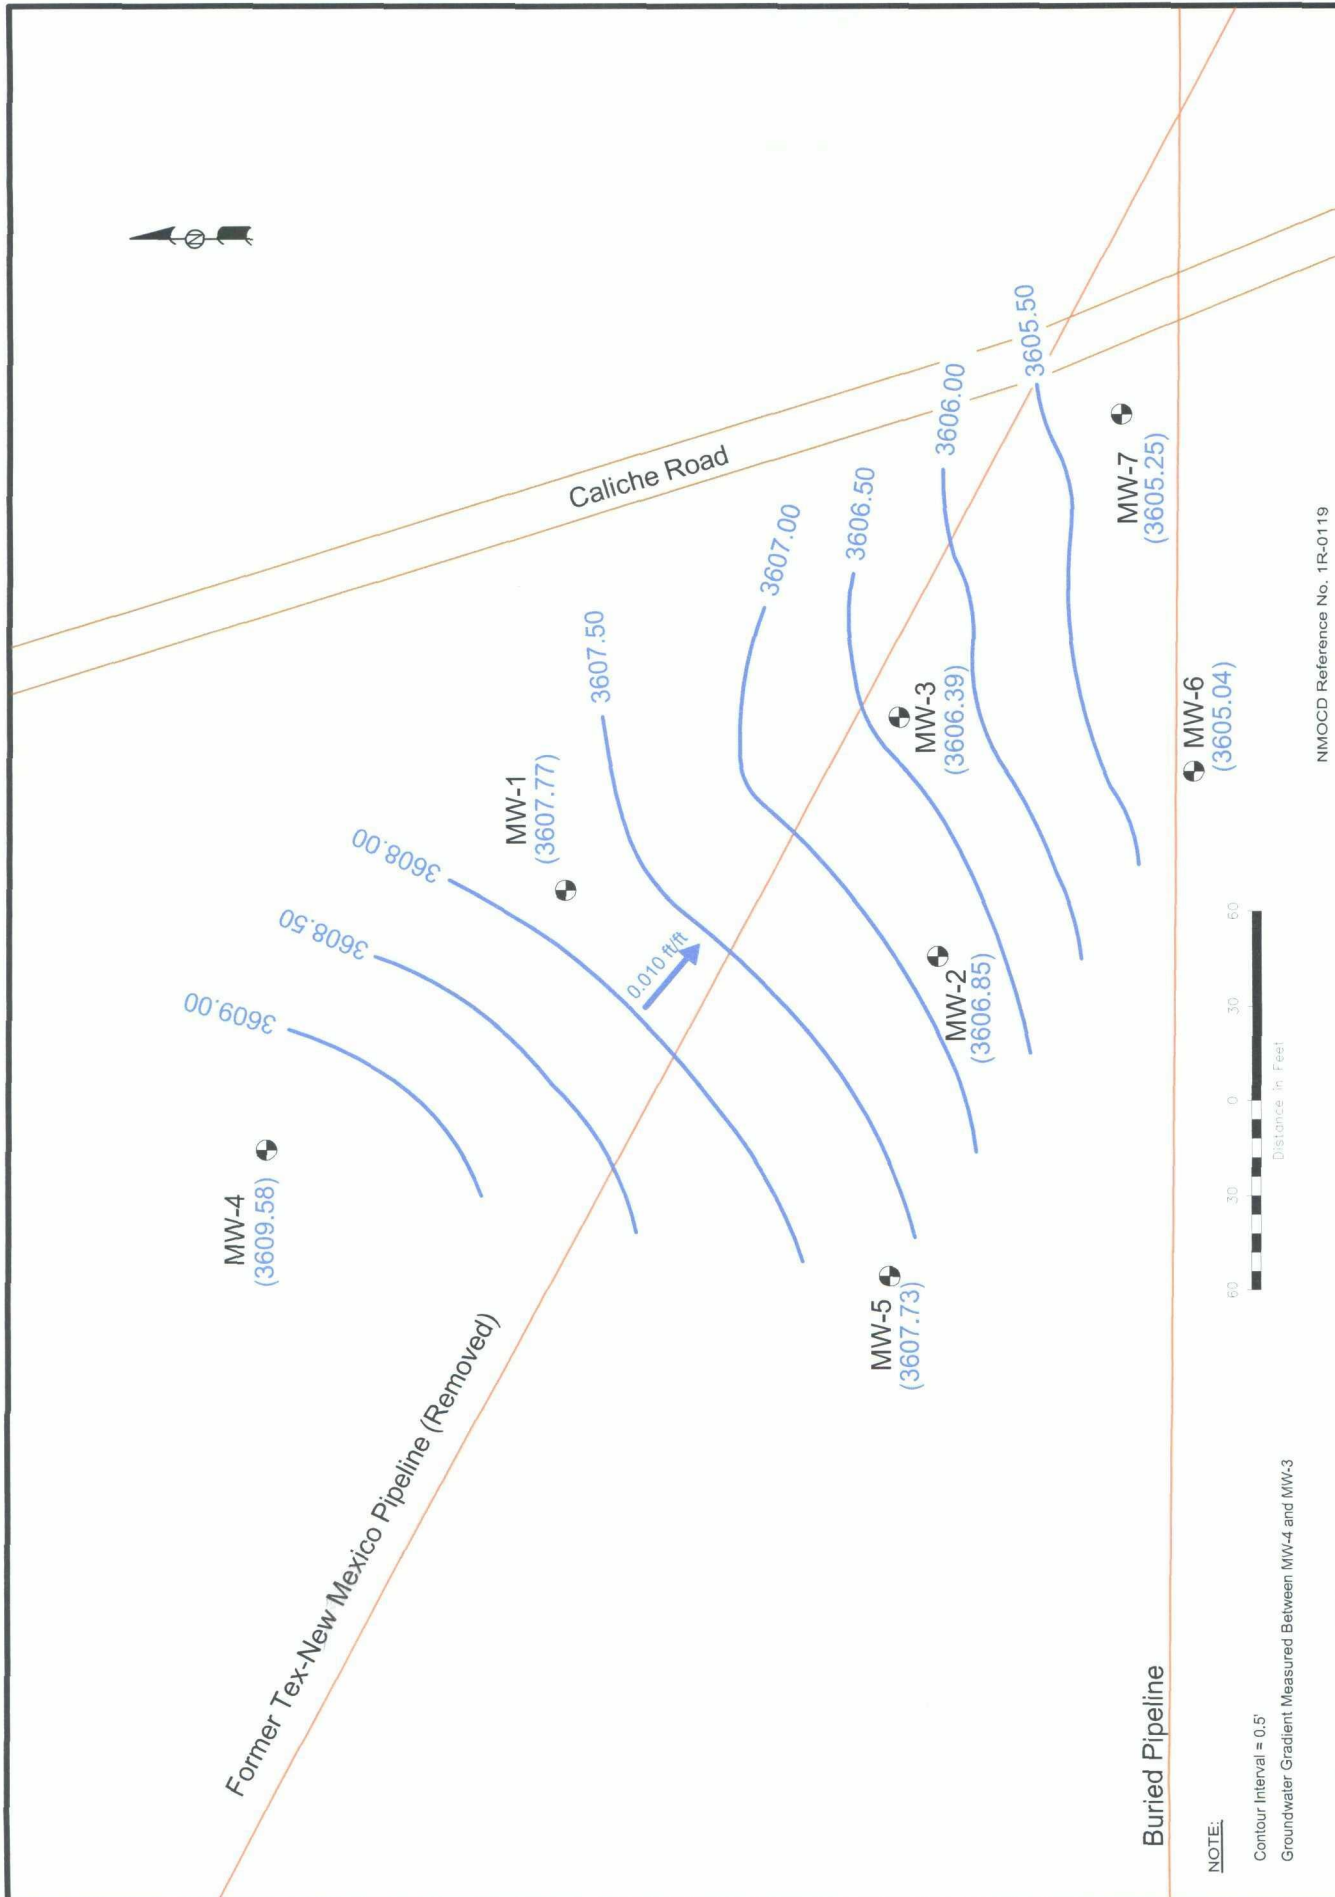 N
Former Tex-New Mexico Pipeline (Removed)
Caliche Road
MW-4
(3609.58)
3609.00
3608.50
3608.00
MW-1
(3607.77)
3607.50
0.010 ft/ft
3607.00
3606.50
3606.00
3605.50
MW-5
(3607.73)
MW-2
(3606.85)
MW-3
(3606.39)
MW-7
(3605.25)
MW-6
(3605.04)
Buried Pipeline
NOTE:
Contour Interval = 0.5'
Groundwater Gradient Measured Between MW-4 and MW-3
60 30 0 30 60
Distance in Feet
NMOCD Reference No. 1R-0119